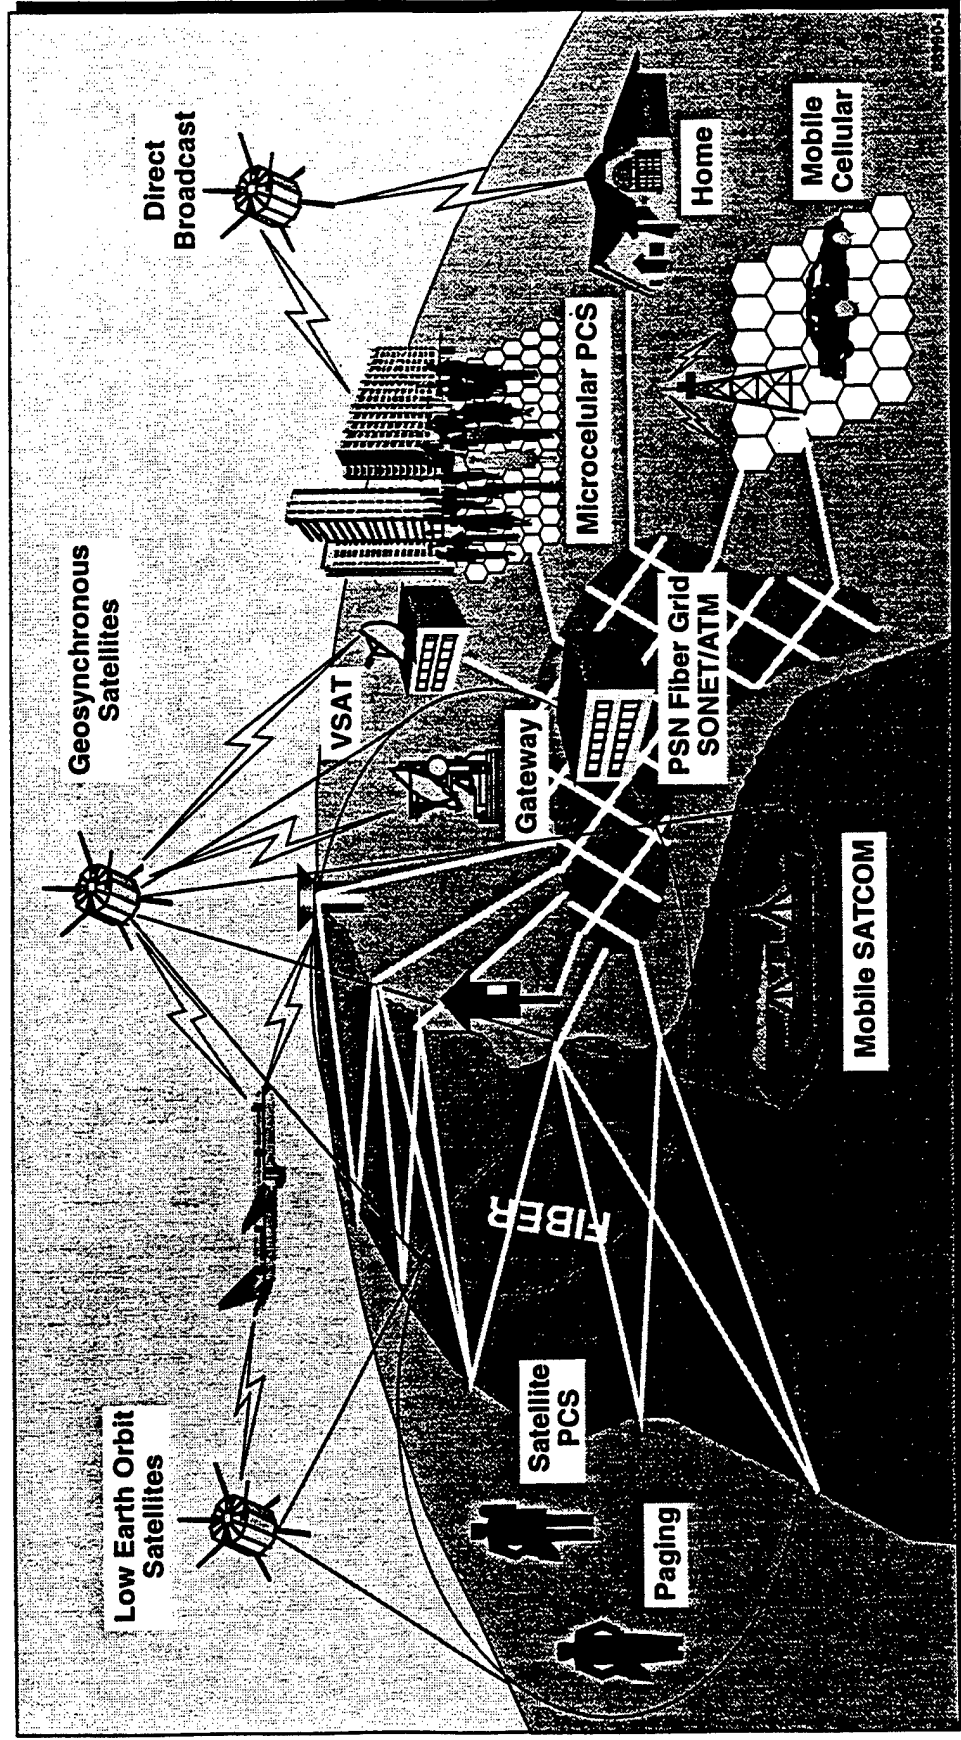 Low Earth Orbit
Satellites
Geosynchronous
Satellites
Direct
Broadcast
VSAT
Gateway
Microcelular PCS
Home
Mobile
Cellular
PSN Fiber Grid
SONET/ATM
FIBER
Satellite
PCS
Paging
Mobile SATCOM